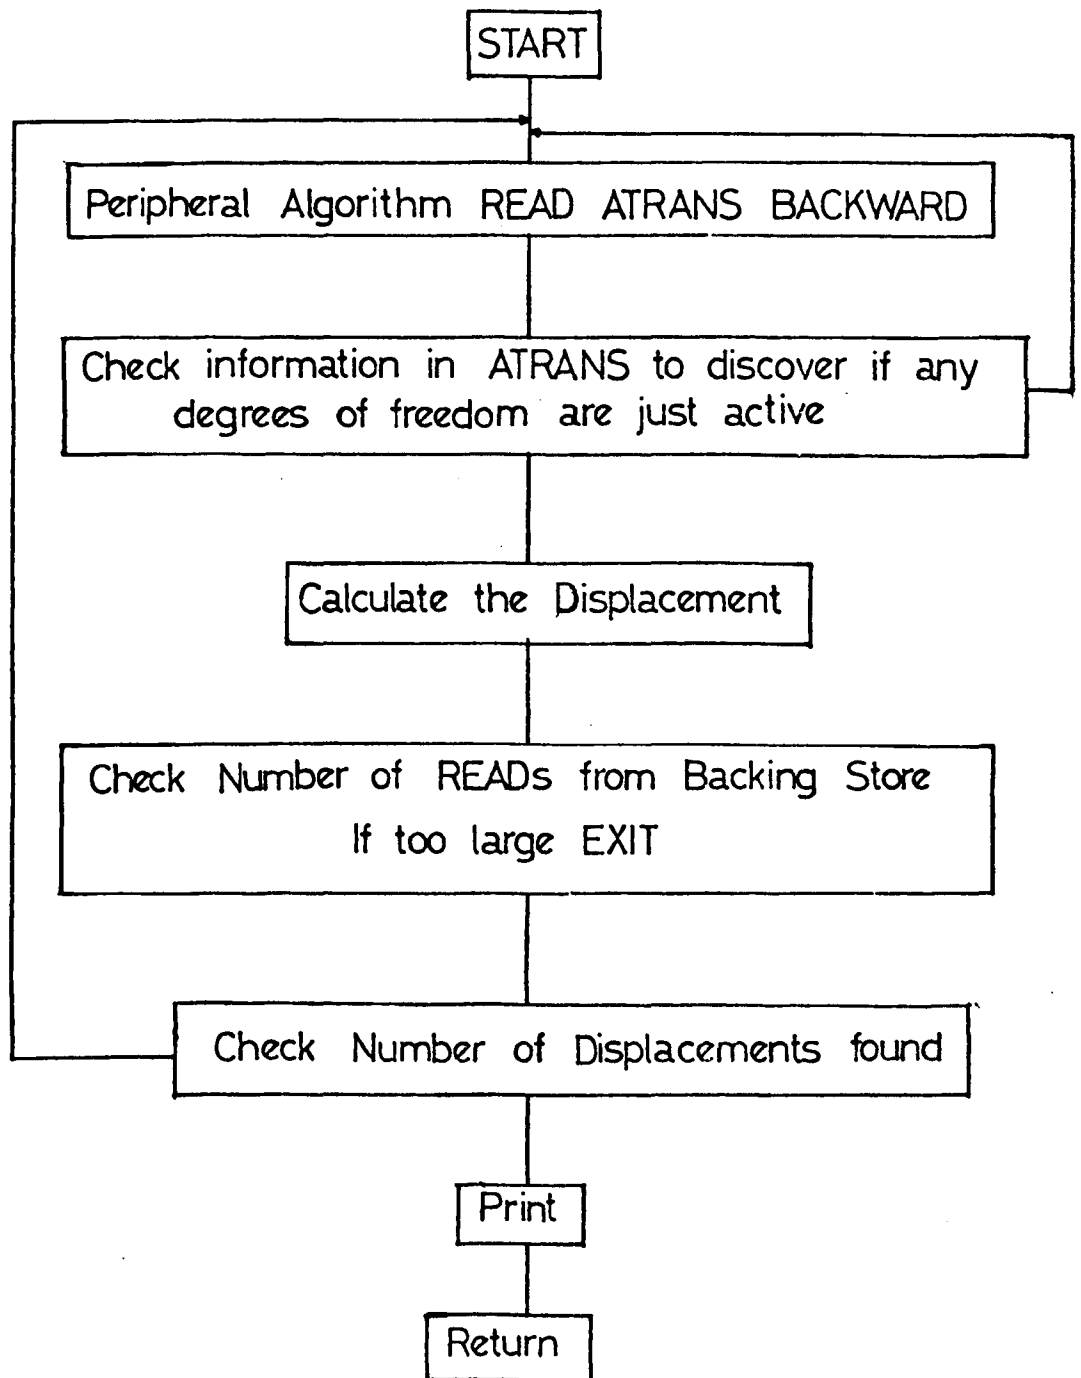 START
Peripheral Algorithm READ ATRANS BACKWARD
Check information in ATRANS to discover if any
degrees of freedom are just active
Calculate the Displacement
Check Number of READs from Backing Store
If too large EXIT
Check Number of Displacements found
Print
Return